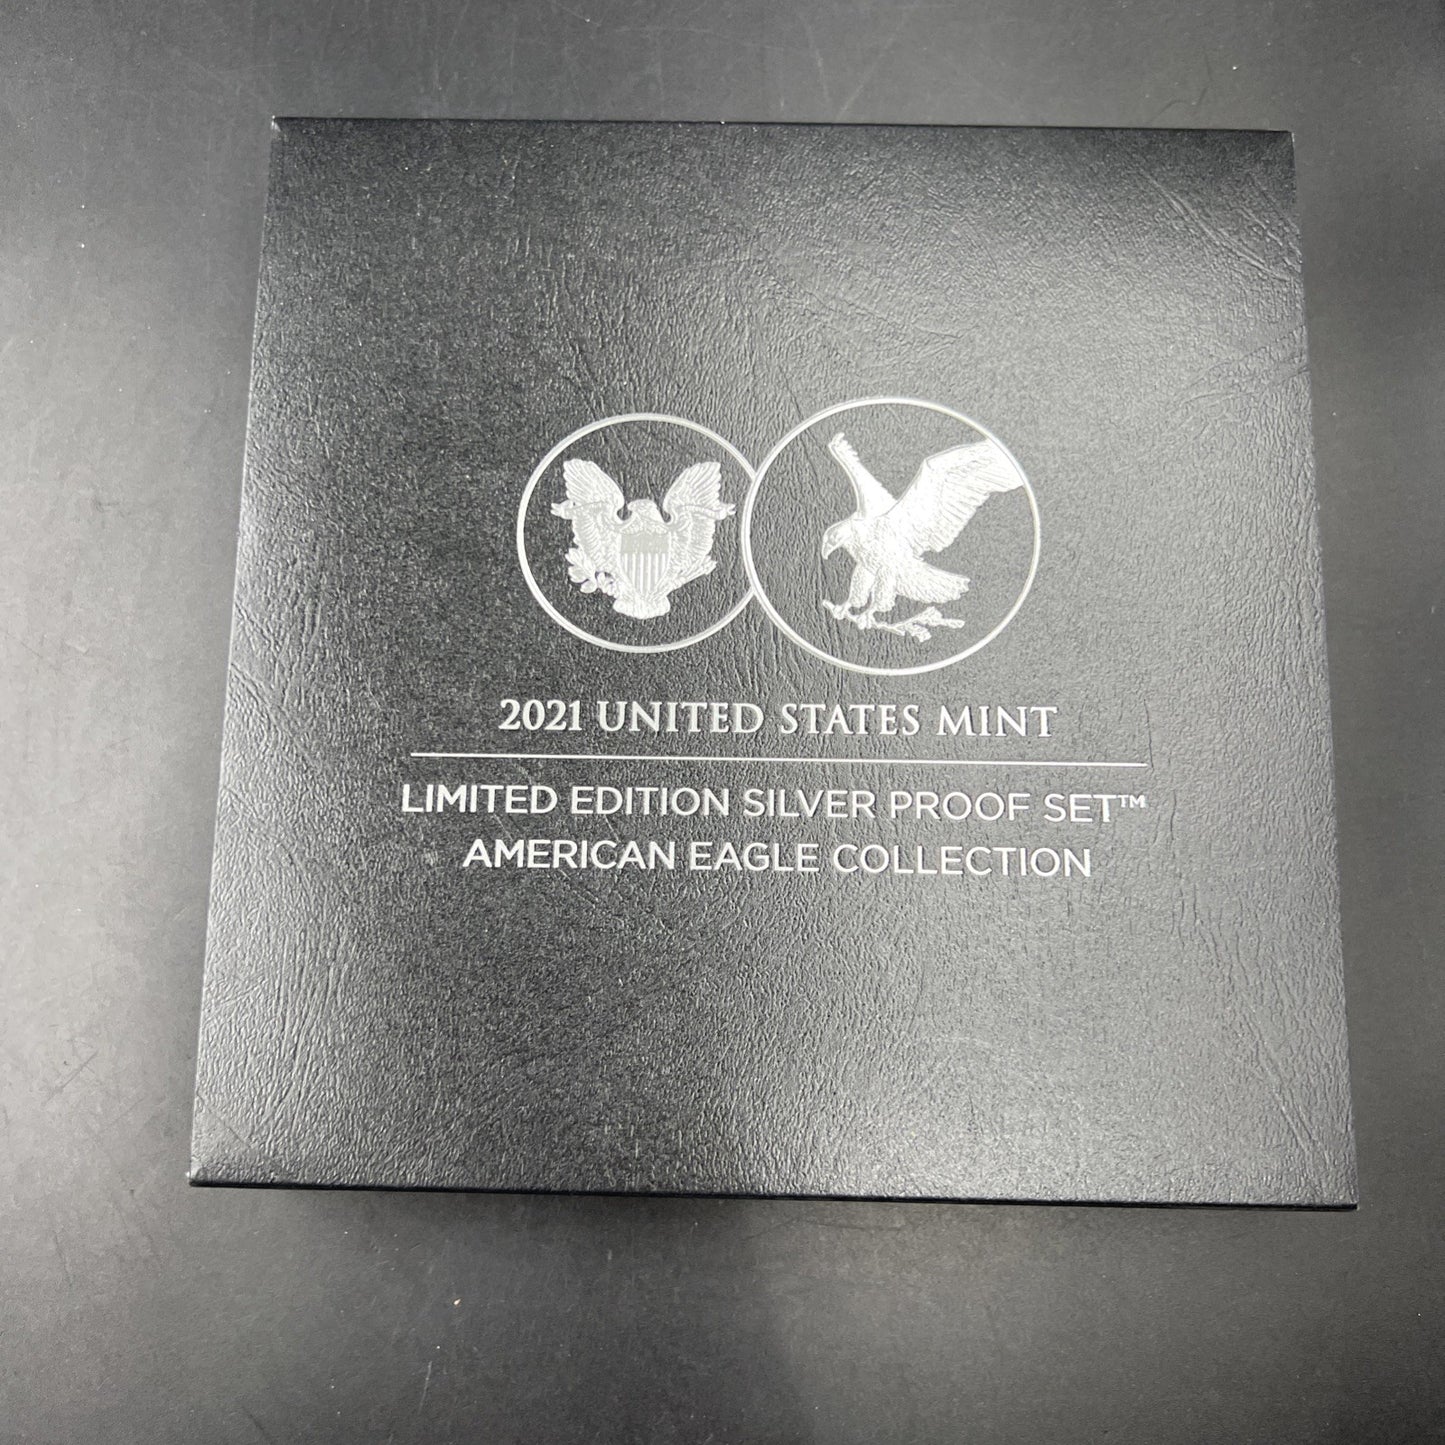 2021 UNITED STATES MINT
LIMITED EDITION SILVER PROOF SET™
AMERICAN EAGLE COLLECTION